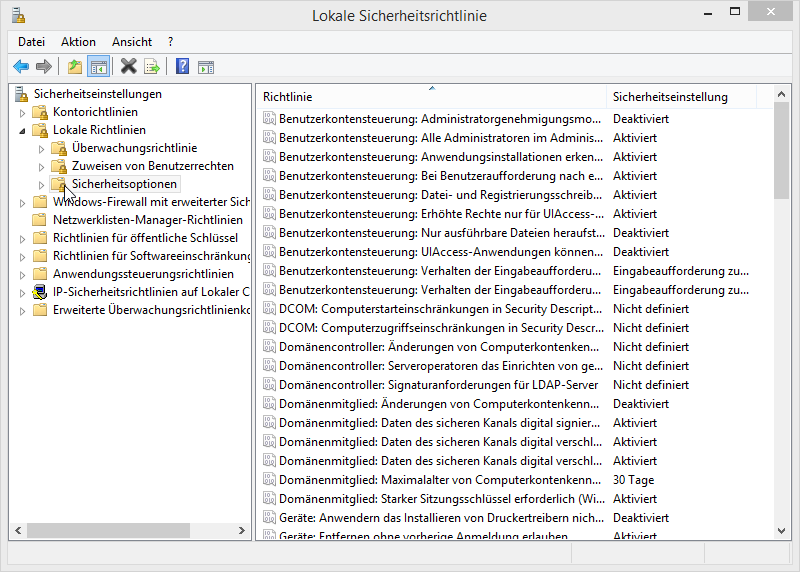 Lokale Sicherheitsrichtlinie
Datei Aktion Ansicht ?
Sicherheitseinstellungen
Kontorichtlinien
Lokale Richtlinien
Überwachungsrichtlinie
Zuweisen von Benutzerrechten
Sicherheitsoptionen
Windows-Firewall mit erweiterter Sich
Netzwerklisten-Manager-Richtlinien
Richtlinien für öffentliche Schlüssel
Richtlinien für Softwareeinschränkung
Anwendungssteuerungsrichtlinien
IP-Sicherheitsrichtlinien auf Lokaler C
Erweiterte Überwachungsrichtlinienko
Richtlinie Sicherheitseinstellung
Benutzerkontensteuerung: Administratorgenehmigungsmo... Deaktiviert
Benutzerkontensteuerung: Alle Administratoren im Adminis... Aktiviert
Benutzerkontensteuerung: Anwendungsinstallationen erken... Aktiviert
Benutzerkontensteuerung: Bei Benutzeraufforderung nach e... Aktiviert
Benutzerkontensteuerung: Datei- und Registrierungsschreib... Aktiviert
Benutzerkontensteuerung: Erhöhte Rechte nur für UIAccess-... Aktiviert
Benutzerkontensteuerung: Nur ausführbare Dateien heraufst... Deaktiviert
Benutzerkontensteuerung: UIAccess-Anwendungen können... Deaktiviert
Benutzerkontensteuerung: Verhalten der Eingabeaufforderu... Eingabeaufforderung zu...
Benutzerkontensteuerung: Verhalten der Eingabeaufforderu... Eingabeaufforderung zu...
DCOM: Computerstarteinschränkungen in Security Descript... Nicht definiert
DCOM: Computerzugriffseinschränkungen in Security Descr... Nicht definiert
Domänencontroller: Änderungen von Computerkontenken... Nicht definiert
Domänencontroller: Serveroperatoren das Einrichten von ge... Nicht definiert
Domänencontroller: Signaturanforderungen für LDAP-Server Nicht definiert
Domänenmitglied: Änderungen von Computerkontenkenn... Deaktiviert
Domänenmitglied: Daten des sicheren Kanals digital signier... Aktiviert
Domänenmitglied: Daten des sicheren Kanals digital verschl... Aktiviert
Domänenmitglied: Daten des sicheren Kanals digital verschl... Aktiviert
Domänenmitglied: Maximalalter von Computerkontenkenn... 30 Tage
Domänenmitglied: Starker Sitzungsschlüssel erforderlich (Wi... Aktiviert
Geräte: Anwendern das Installieren von Druckertreibern nich... Deaktiviert
Geräte: Entfernen ohne vorherige Anmeldung erlauben Aktiviert